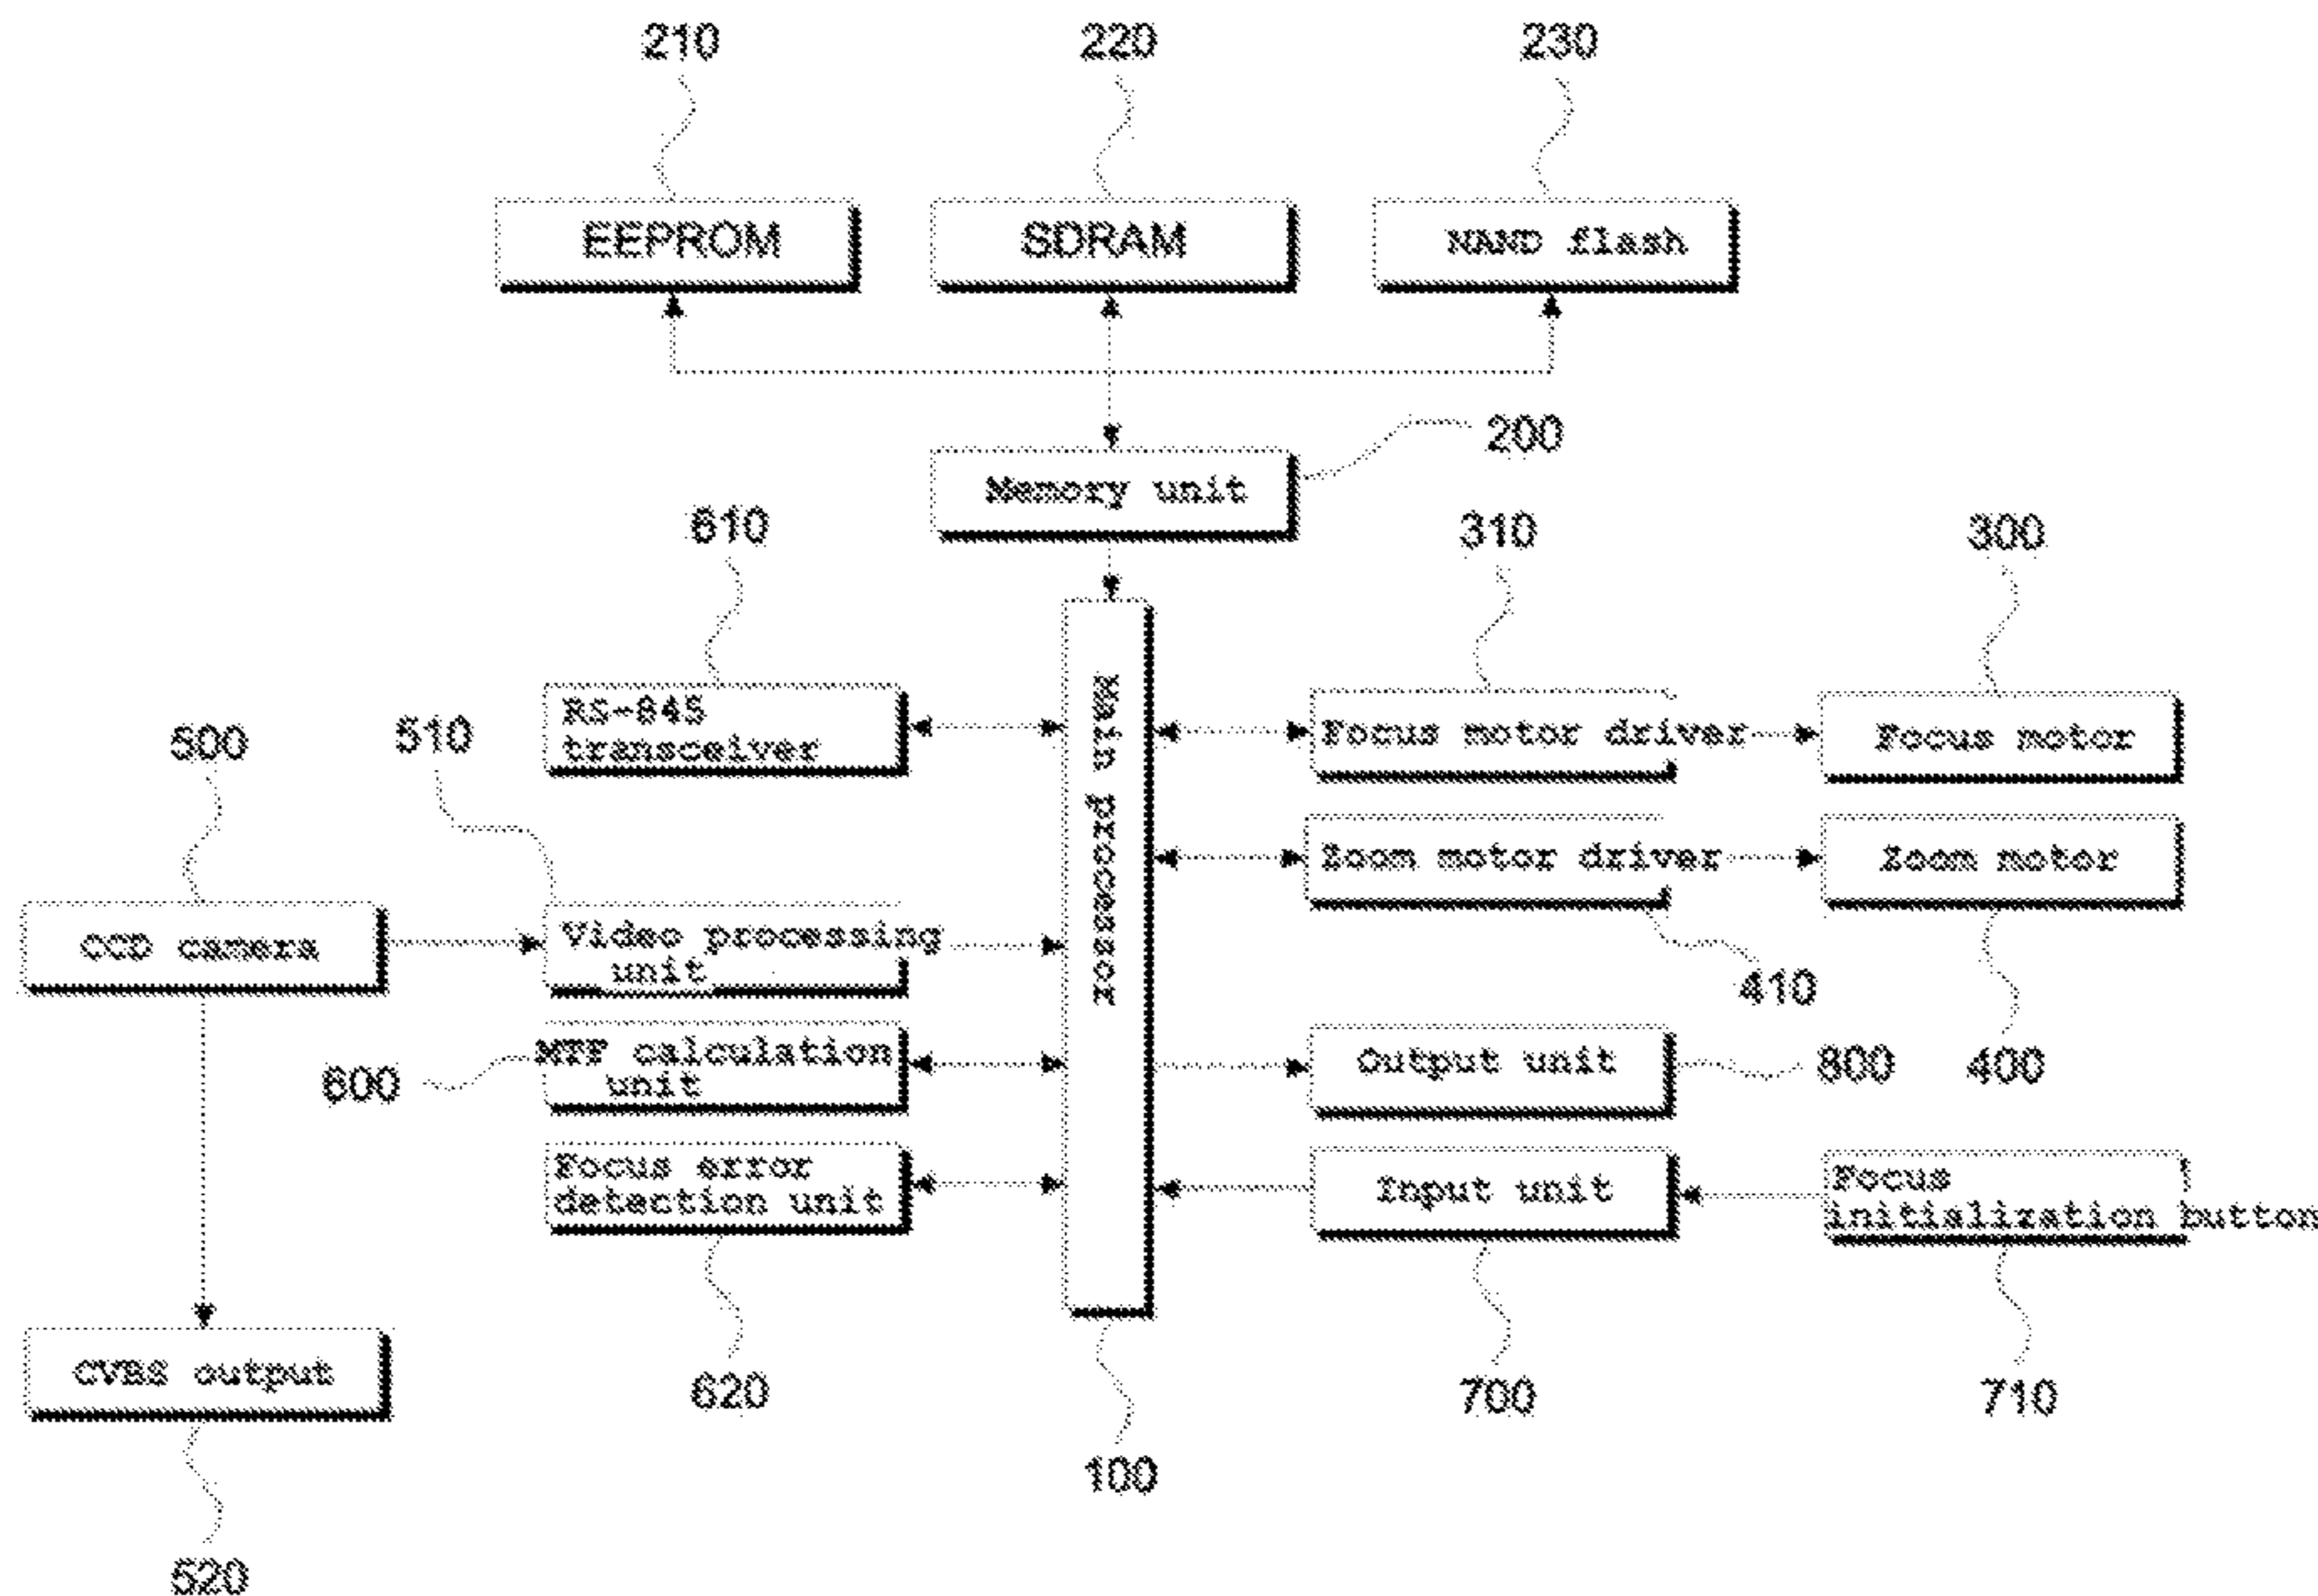 210
220
230
EEPROM
SDRAM
NAND flash
200
Memory unit
610
310
300
RS-845
transceiver
Main processor
Focus motor driver
Focus motor
500
510
Zoom motor driver
Zoom motor
CCD camera
Video processing
unit
410
600
MTF calculation
unit
Output unit
800
400
Focus error
detection unit
Input unit
Focus
initialization button
CVBS output
620
700
710
100
520